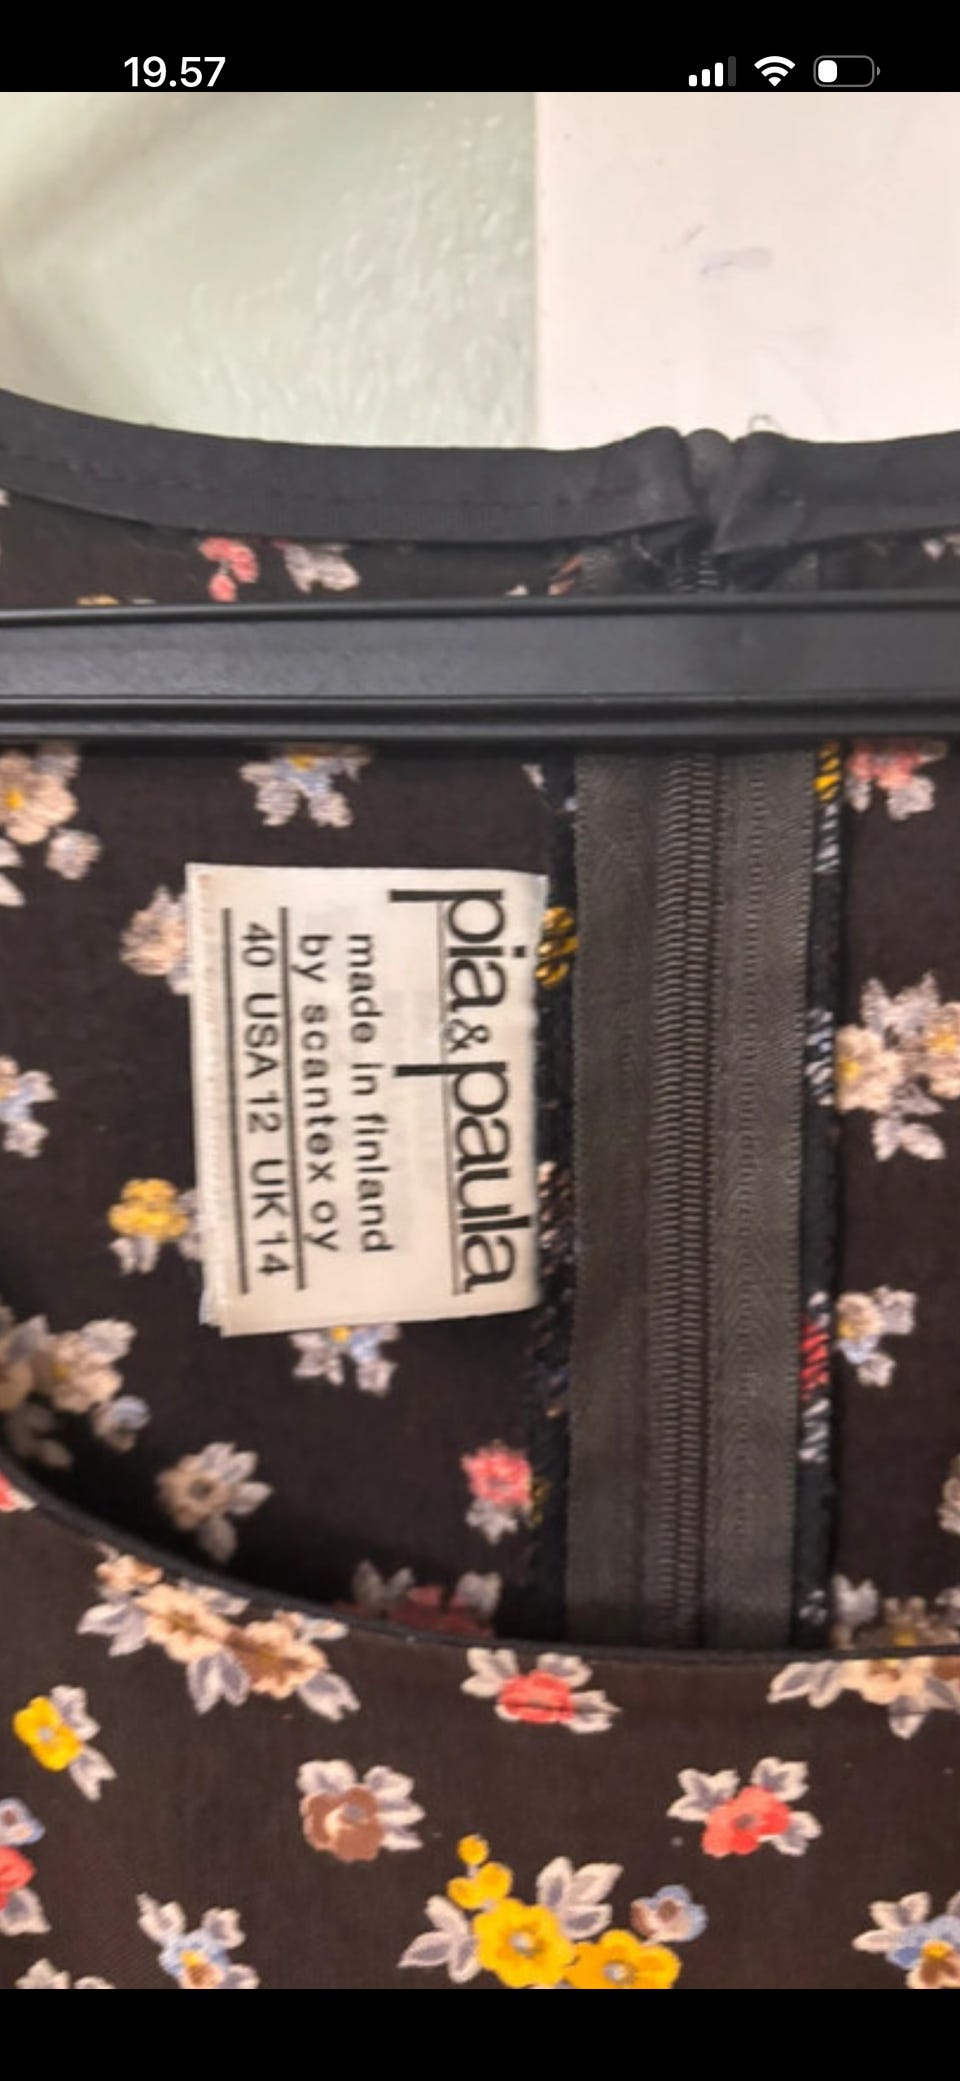 19.57
pia & paula
made in finland
by scantex oy
40 USA 12 UK 14